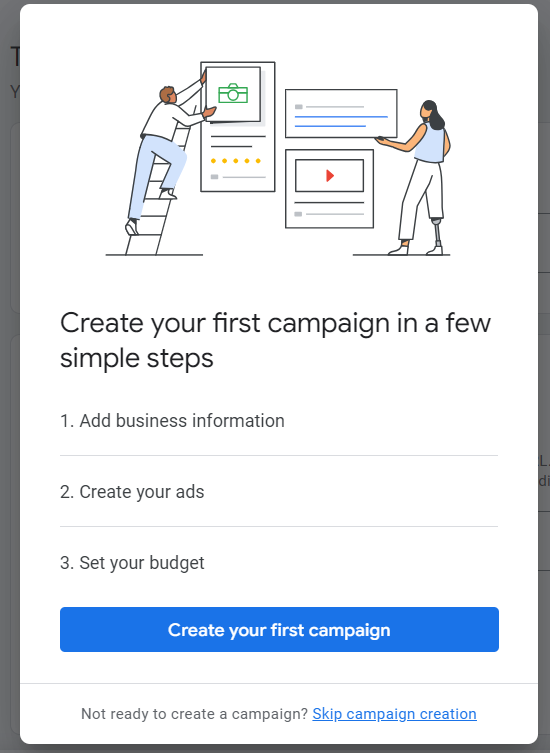 Create your first campaign in a few
simple steps
1. Add business information
2. Create your ads
3. Set your budget
Create your first campaign
Not ready to create a campaign? Skip campaign creation